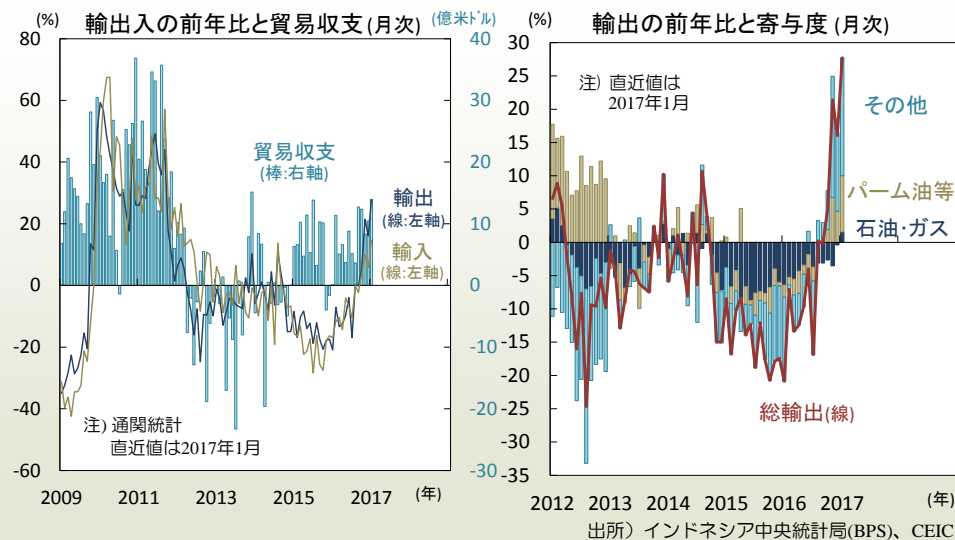 輸出入の前年比と貿易収支(月次)
(%)
(億米ドル)
80
60
40
20
0
-20
-40
-60
40
30
20
10
0
-10
-20
-30
貿易収支
(棒:右軸)
輸出
(線:左軸)
輸入
(線:左軸)
注) 通関統計
直近値は2017年1月
2009 2011 2013 2015 2017 (年)
輸出の前年比と寄与度(月次)
(%)
30
25
20
15
10
5
0
-5
-10
-15
-20
-25
-30
-35
注) 直近値は
2017年1月
その他
パーム油等
石油・ガス
総輸出(線)
2012 2013 2014 2015 2016 2017 (年)
出所）インドネシア中央統計局(BPS)、CEIC